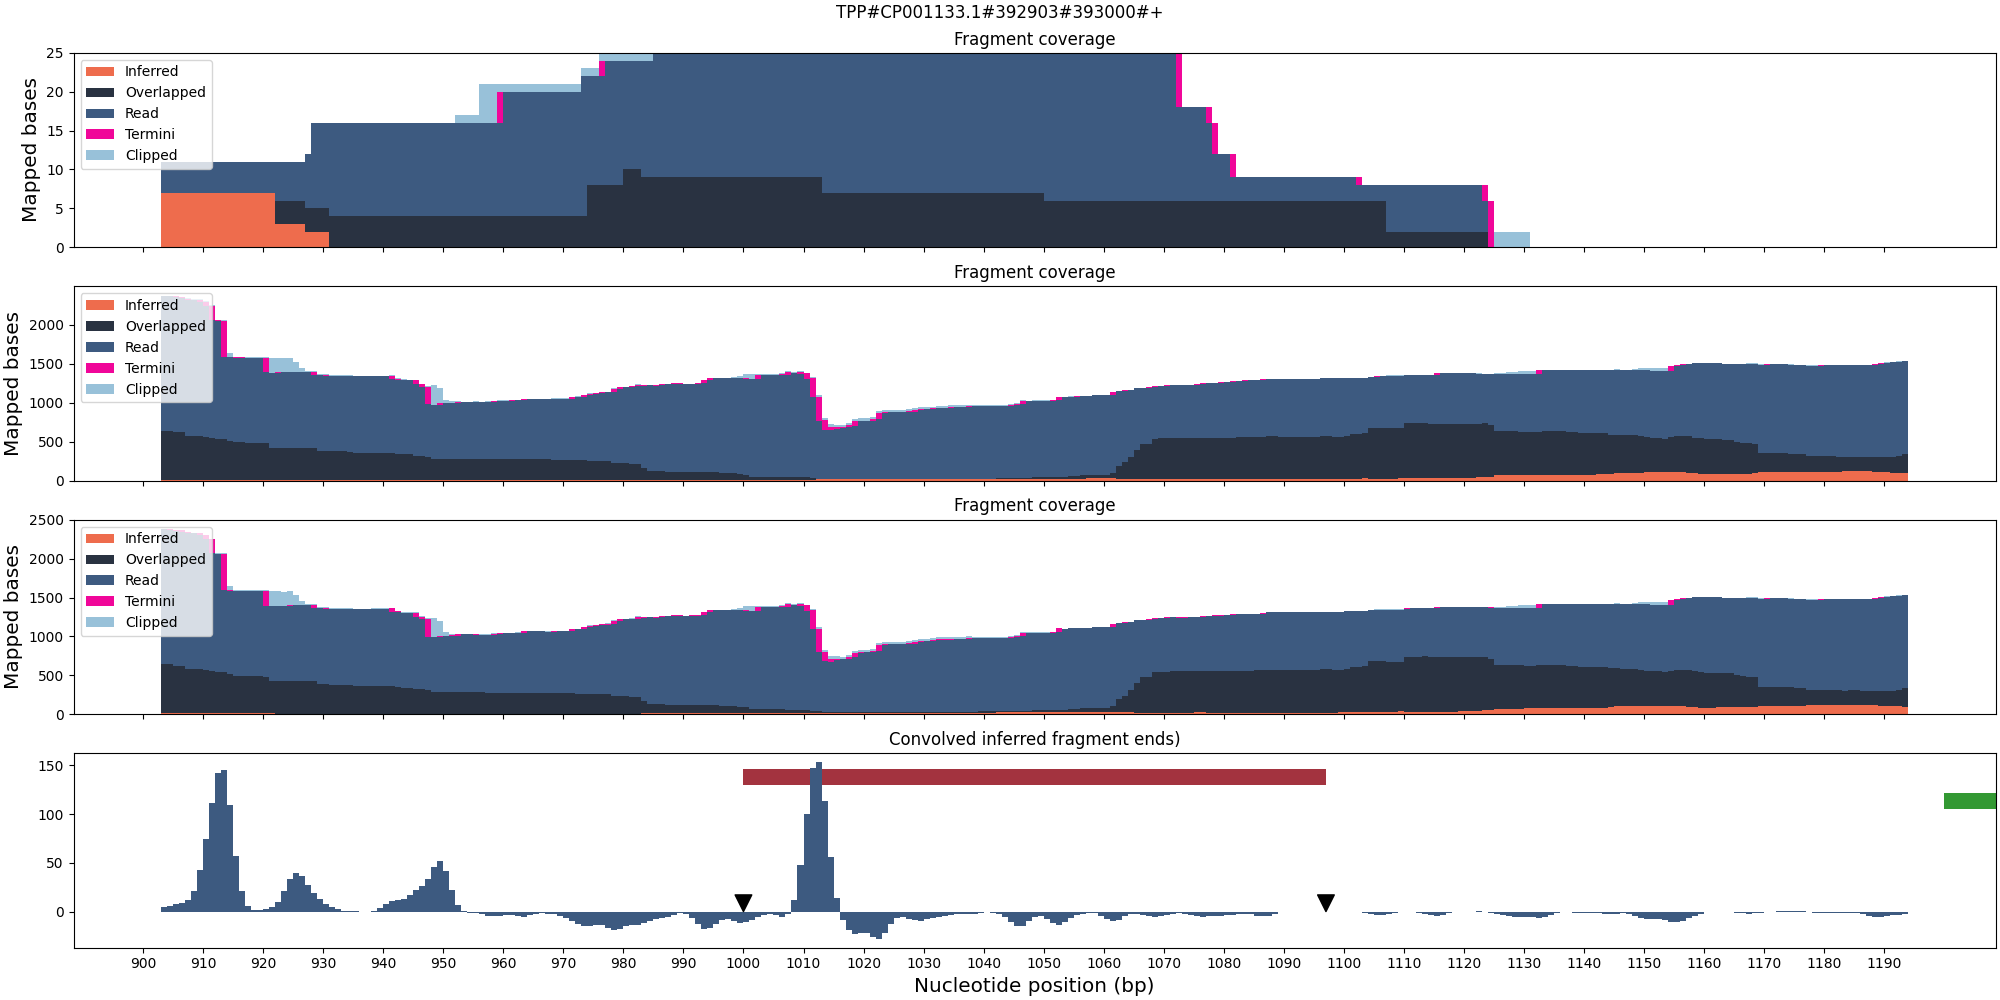 TPP#CP001133.1#392903#393000#+
Fragment coverage
Mapped bases
25
20
15
10
5
0
Inferred
Overlapped
Read
Termini
Clipped
Fragment coverage
Mapped bases
2000
1500
1000
500
0
Inferred
Overlapped
Read
Termini
Clipped
Fragment coverage
Mapped bases
2500
2000
1500
1000
500
0
Inferred
Overlapped
Read
Termini
Clipped
Convolved inferred fragment ends)
150
100
50
0
900 910 920 930 940 950 960 970 980 990 1000 1010 1020 1030 1040 1050 1060 1070 1080 1090 1100 1110 1120 1130 1140 1150 1160 1170 1180 1190
Nucleotide position (bp)